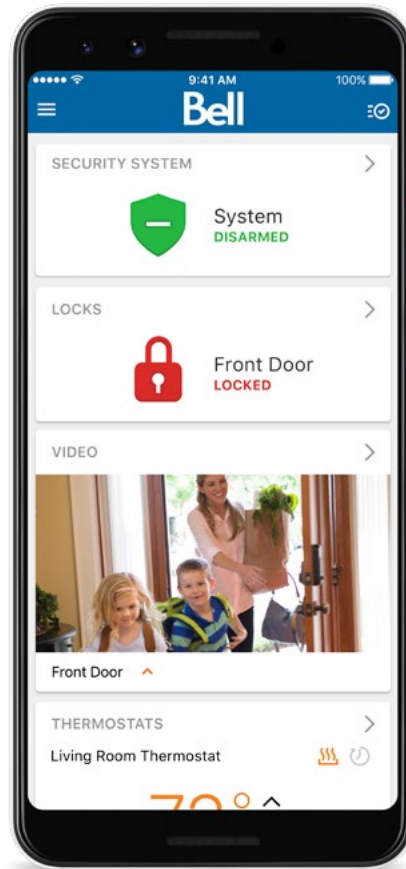 9:41 AM
100%
Bell
SECURITY SYSTEM
System
DISARMED
LOCKS
Front Door
LOCKED
VIDEO
Front Door
THERMOSTATS
Living Room Thermostat